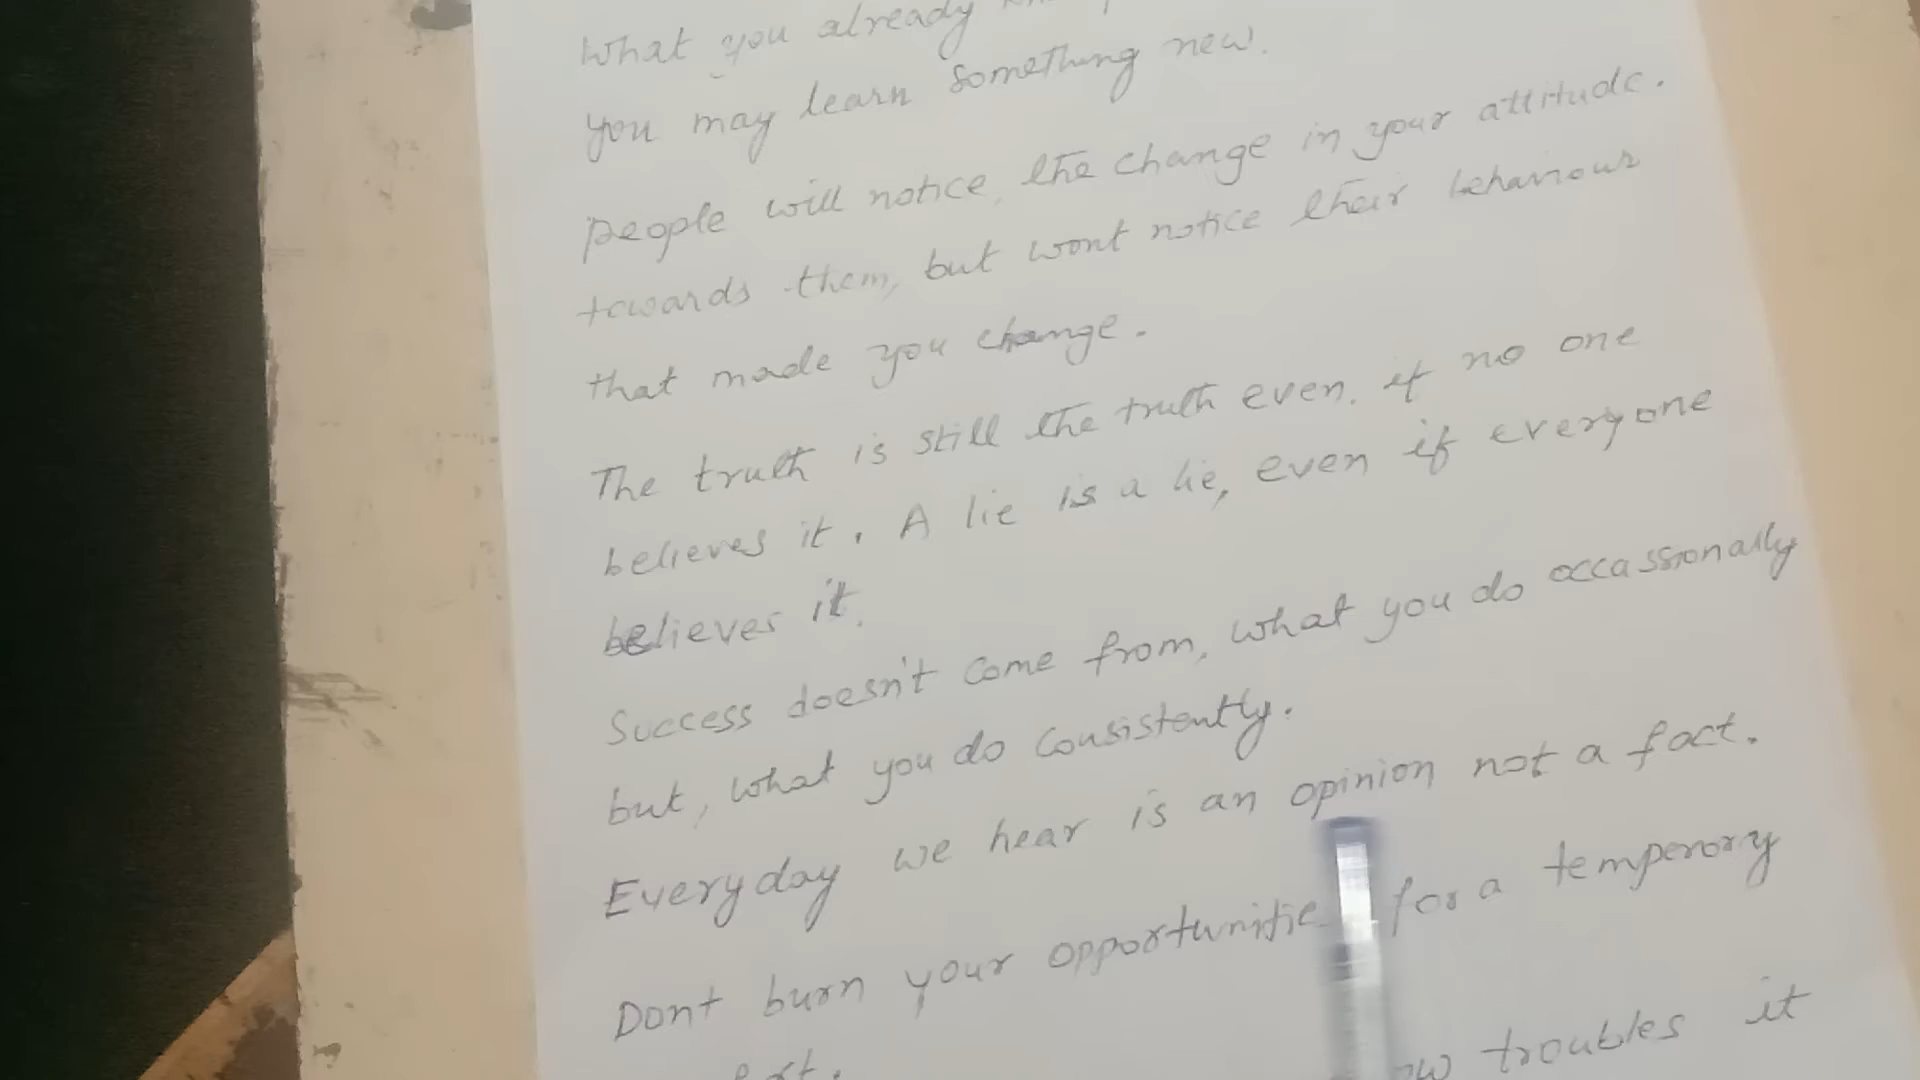 What you already
you may learn something new.
people will notice, the change in your attitude.
towards them, but wont notice their behaviour
that made you change.
The truth is still the truth even, if no one
believes it. A lie is a lie, even if everyone
believes it.
Success doesn't come from, what you do occassionally
but, what you do consistently.
Everyday we hear is an opinion not a fact.
Dont burn your opportunitie for a temperory
troubles it